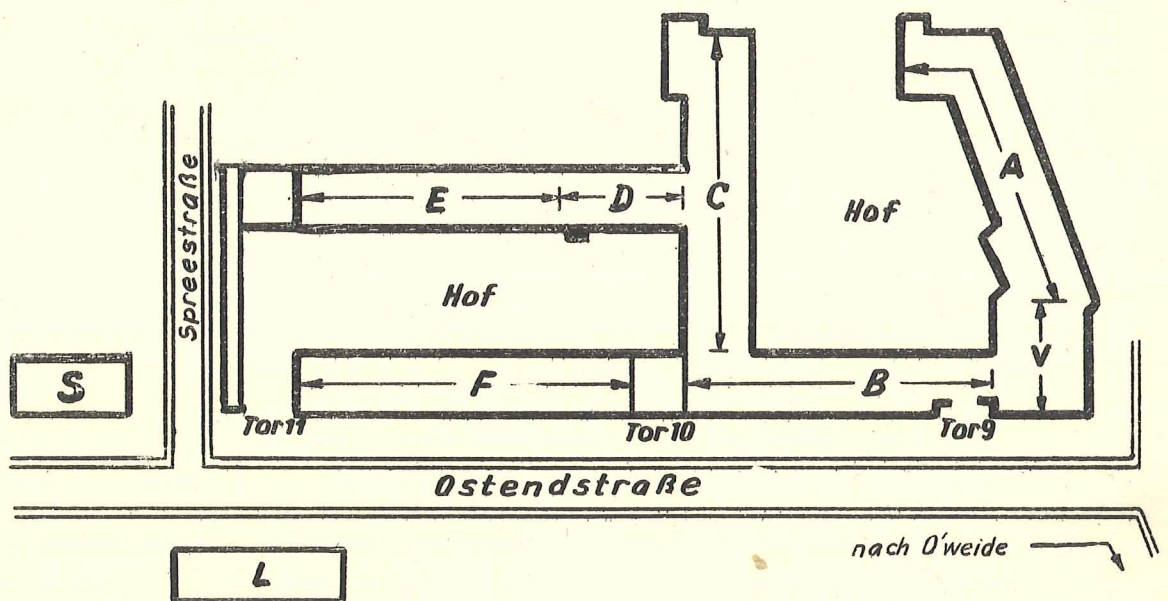 A
C
E
D
Hof
Spreestraße
Hof
V
S
F
B
Tor 11
Tor 10
Tor 9
Ostendstraße
nach O'weide
L